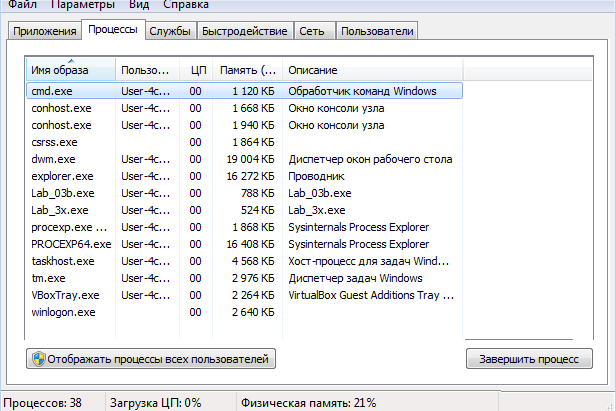 Файл Параметры Вид Справка
Приложения Процессы Службы Быстродействие Сеть Пользователи
Имя образа Пользо... ЦП Память (... Описание
cmd.exe User-4c... 00 1 120 КБ Обработчик команд Windows
conhost.exe User-4c... 00 1 668 КБ Окно консоли узла
conhost.exe User-4c... 00 1 940 КБ Окно консоли узла
csrss.exe 00 1 864 КБ
dwm.exe User-4c... 00 19 004 КБ Диспетчер окон рабочего стола
explorer.exe User-4c... 00 16 272 КБ Проводник
Lab_03b.exe User-4c... 00 788 КБ Lab_03b.exe
Lab_3x.exe User-4c... 00 524 КБ Lab_3x.exe
procexp.exe ... User-4c... 00 1 868 КБ Sysinternals Process Explorer
PROCEXP64.exe User-4c... 00 16 408 КБ Sysinternals Process Explorer
taskhost.exe User-4c... 00 4 568 КБ Хост-процесс для задач Wind...
tm.exe User-4c... 00 2 976 КБ Диспетчер задач Windows
VBoxTray.exe User-4c... 00 2 264 КБ VirtualBox Guest Additions Tray ...
winlogon.exe 00 2 640 КБ
Отображать процессы всех пользователей Завершить процесс
Процессов: 38 Загрузка ЦП: 0% Физическая память: 21%